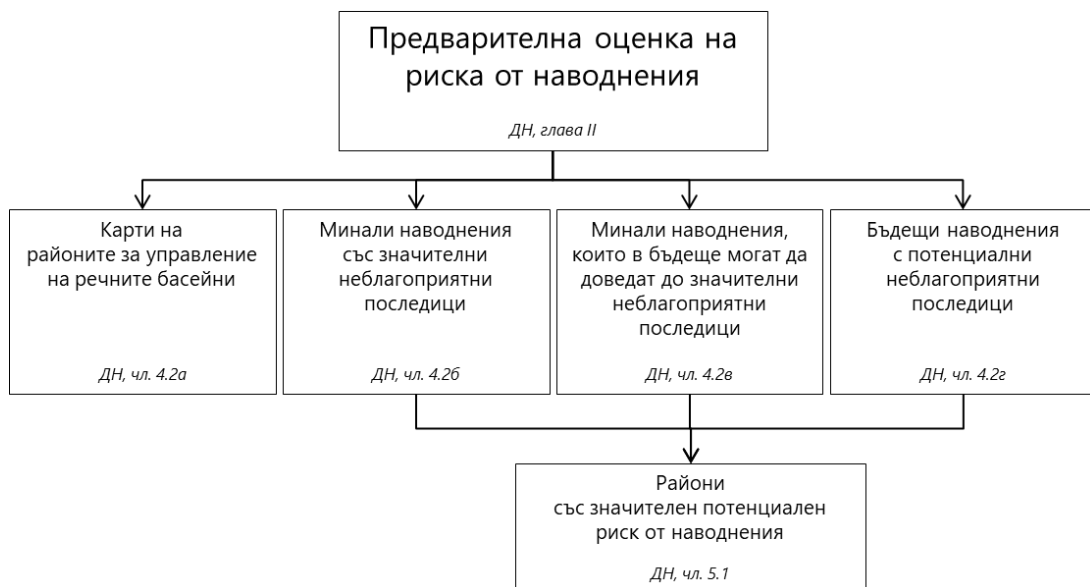 Предварителна оценка на
риска от наводнения
ДН, глава II
Карти на
районите за управление
на речните басейни
ДН, чл. 4.2а
Минали наводнения
със значителни
неблагоприятни
последици
ДН, чл. 4.2б
Минали наводнения,
които в бъдеще могат да
доведат до значителни
неблагоприятни
последици
ДН, чл. 4.2в
Бъдещи наводнения
с потенциални
неблагоприятни
последици
ДН, чл. 4.2г
Райони
със значителен потенциален
риск от наводнения
ДН, чл. 5.1